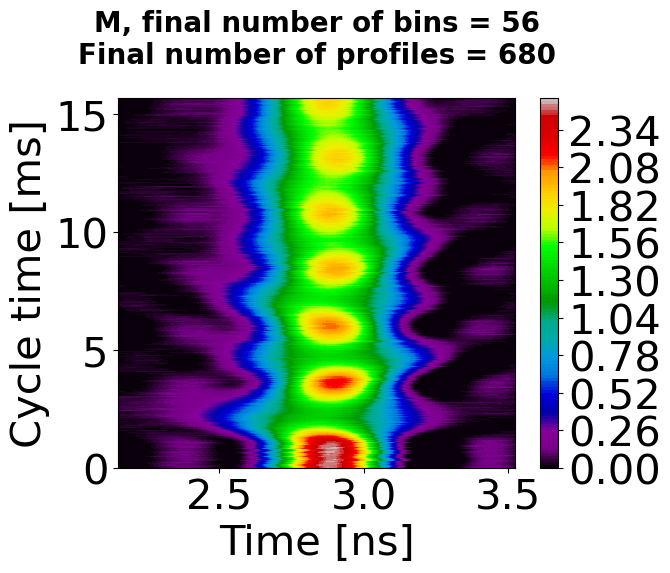 M, final number of bins = 56
Final number of profiles = 680
Cycle time [ms]
15
10
5
0
2.5 3.0 3.5
Time [ns]
2.34
2.08
1.82
1.56
1.30
1.04
0.78
0.52
0.26
0.00